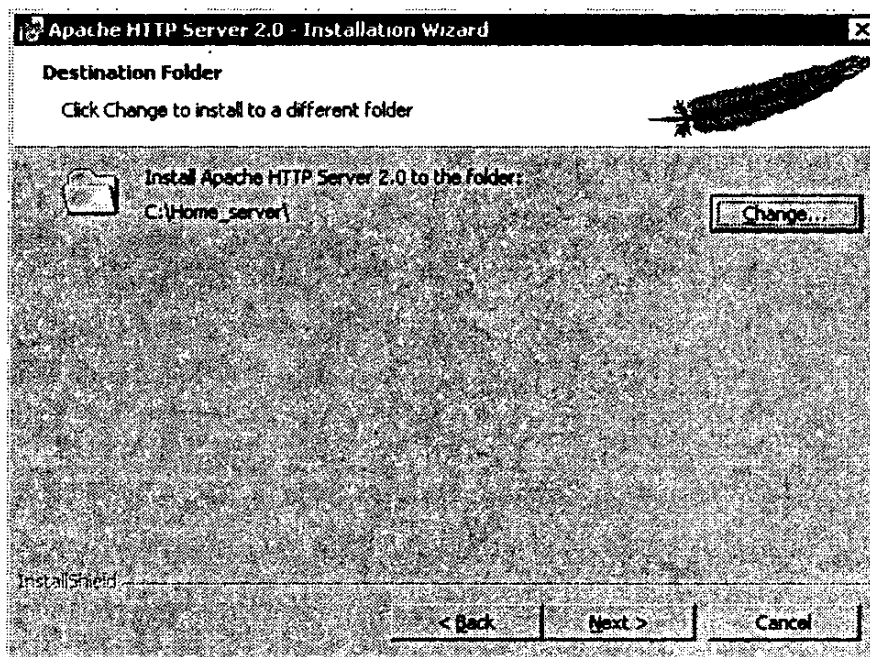 Apache HTTP Server 2.0 - Installation Wizard
Destination Folder
Click Change to install to a different folder
Install Apache HTTP Server 2.0 to the folder:
C:\Home_server\
Change...
InstallShield
< Back
Next >
Cancel